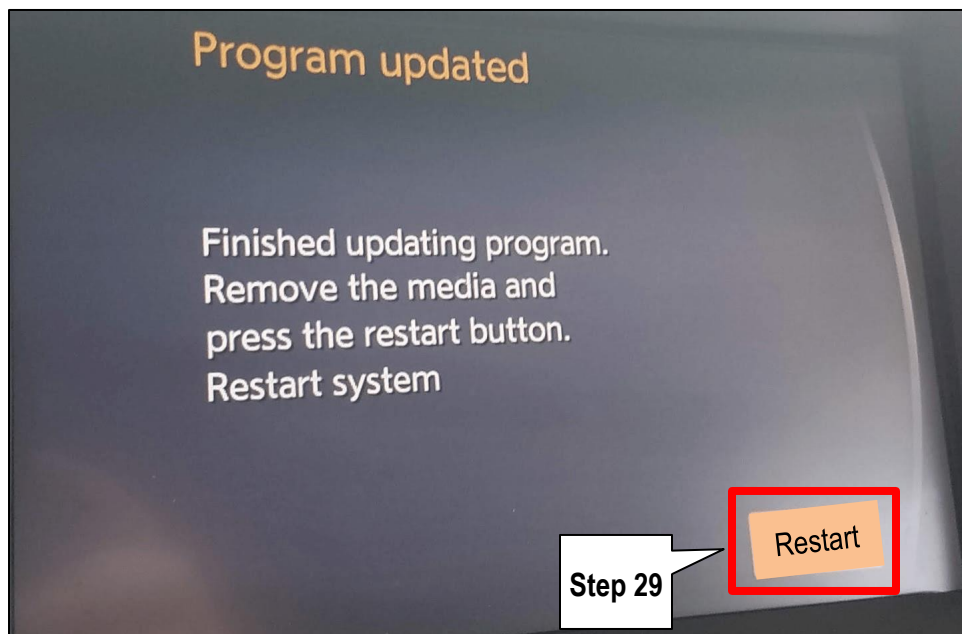 Program updated
Finished updating program.
Remove the media and
press the restart button.
Restart system
Restart
Step 29